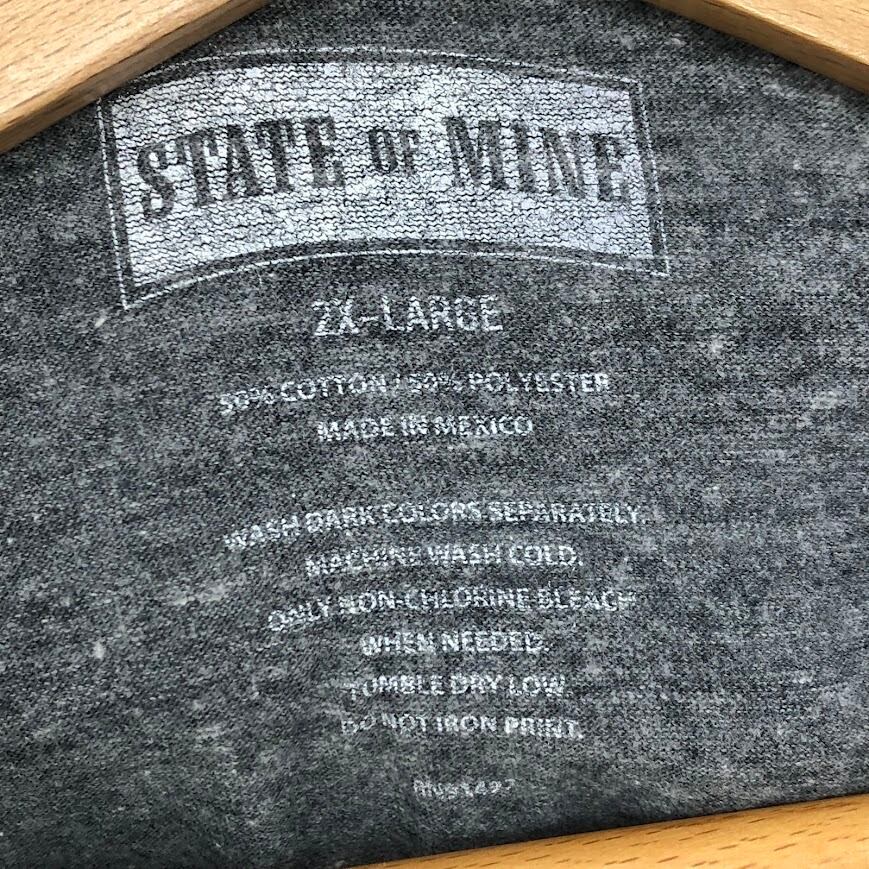 STATE OF MINE
2X-LARGE
50% COTTON / 50% POLYESTER
MADE IN MEXICO
WASH DARK COLORS SEPARATELY.
MACHINE WASH COLD.
ONLY NON-CHLORINE BLEACH
WHEN NEEDED.
TUMBLE DRY LOW.
DO NOT IRON PRINT.